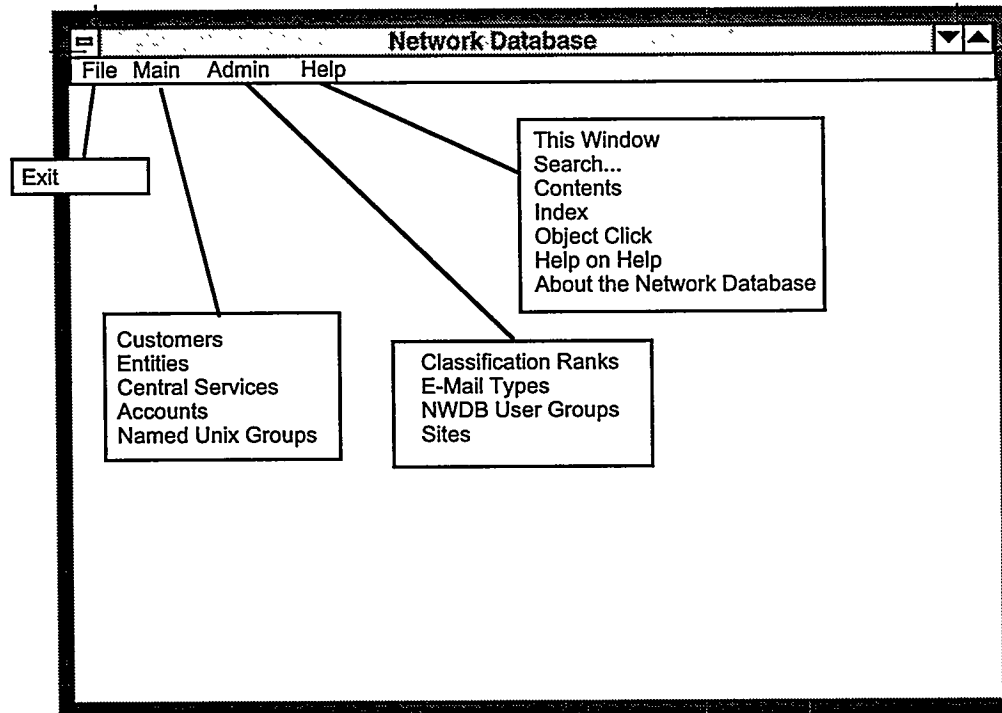 Network Database
File Main Admin Help
Exit
This Window
Search...
Contents
Index
Object Click
Help on Help
About the Network Database
Customers
Entities
Central Services
Accounts
Named Unix Groups
Classification Ranks
E-Mail Types
NWDB User Groups
Sites